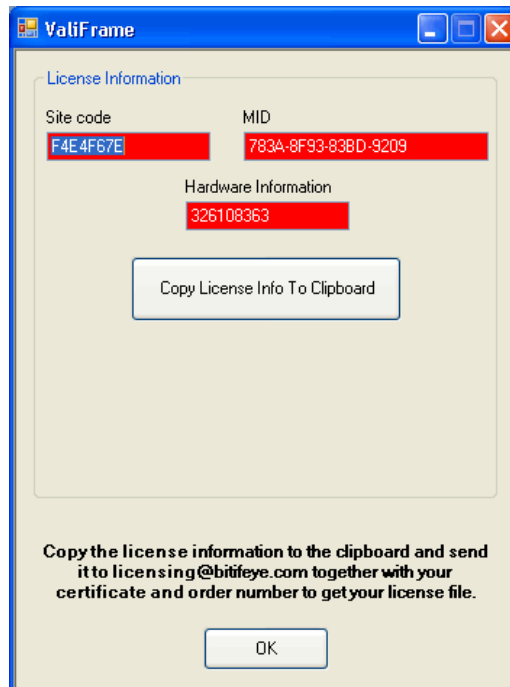 ValiFrame
License Information
Site code MID
F4E4F67E 783A-8F93-83BD-9209
Hardware Information
326108363
Copy License Info To Clipboard
Copy the license information to the clipboard and send
it to licensing@bitifeye.com together with your
certificate and order number to get your license file.
OK